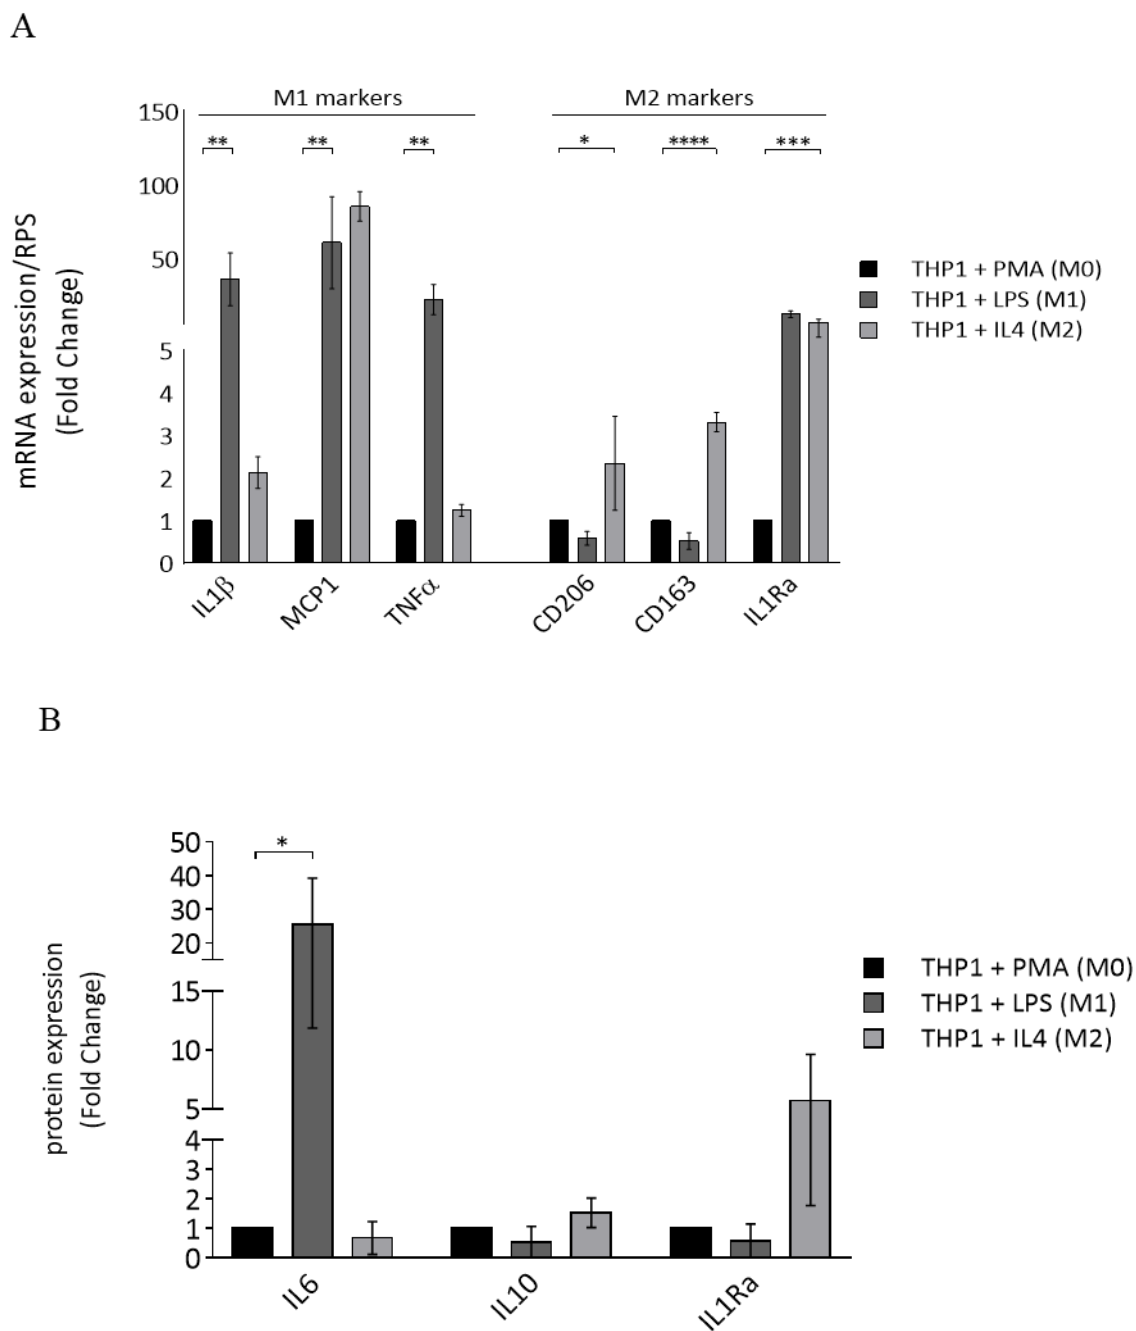 A
M1 markers
M2 markers
150
100
50
5
4
3
2
1
0
**
**
**
*
****
***
mRNA expression/RPS
(Fold Change)
IL1β
MCP1
TNFα
CD206
CD163
IL1Ra
THP1 + PMA (M0)
THP1 + LPS (M1)
THP1 + IL4 (M2)
B
50
40
30
20
15
10
5
4
3
2
1
0
*
protein expression
(Fold Change)
IL6
IL10
IL1Ra
THP1 + PMA (M0)
THP1 + LPS (M1)
THP1 + IL4 (M2)